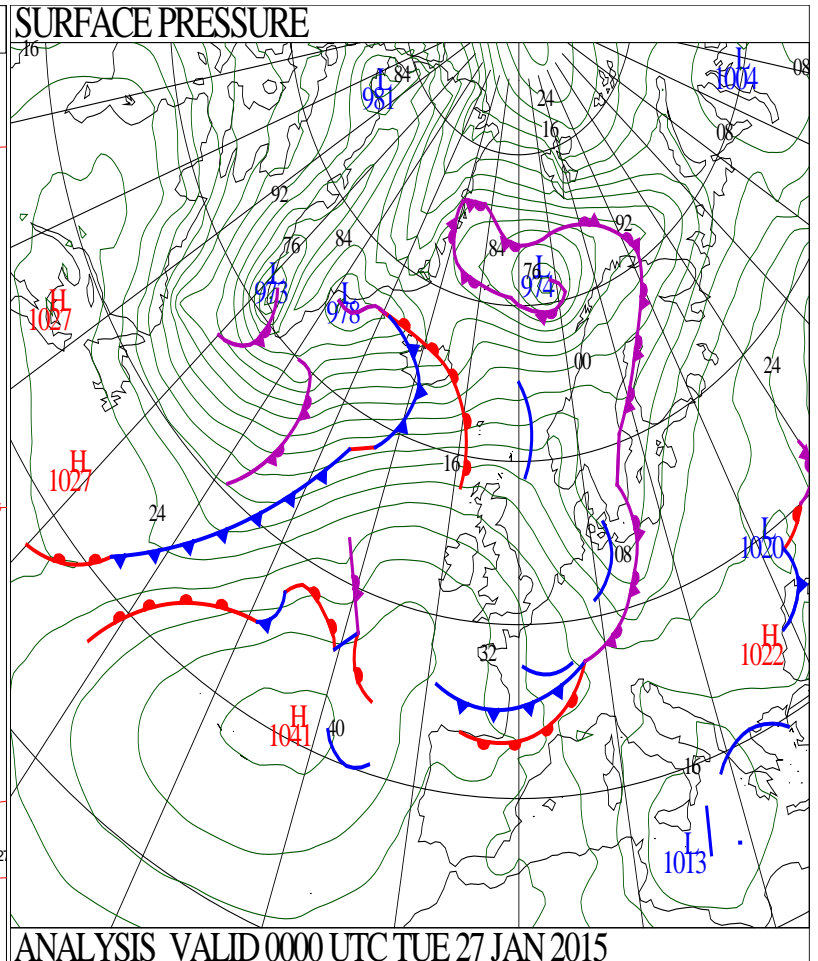 SURFACE PRESSURE
16
84
L
981
L
1004
08
24
16
08
92
92
76
84
84
L
973
L
978
76
L
974
H
1027
00
24
H
1027
16
24
L
1020
08
H
1022
32
H
1041
40
16
L
1013
ANALYSIS VALID 0000 UTC TUE 27 JAN 2015